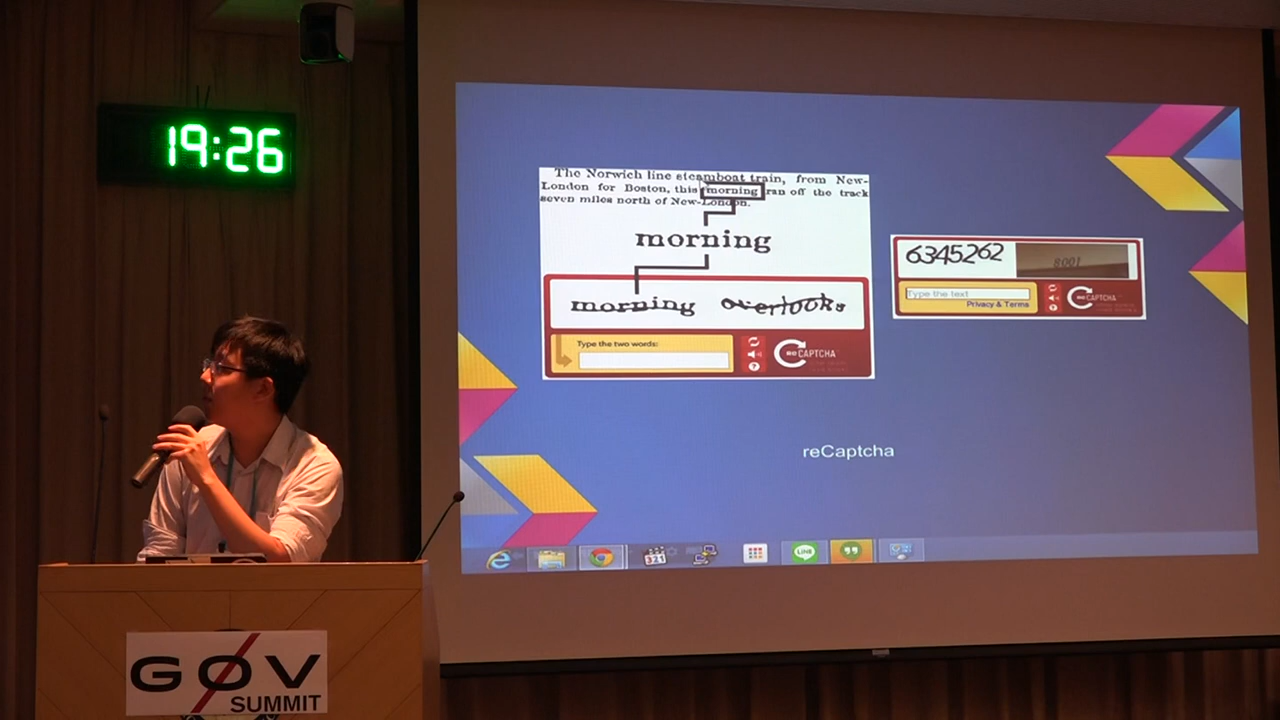 19:26
The Norwich line steamboat train, from New-
London for Boston, this morning ran off the track
seven miles north of New-London.
morning
morning overlooks
Type the two words:
reCAPTCHA
6345262
8001
Type the text
Privacy & Terms
reCAPTCHA
reCaptcha
321
LINE
GØV
SUMMIT